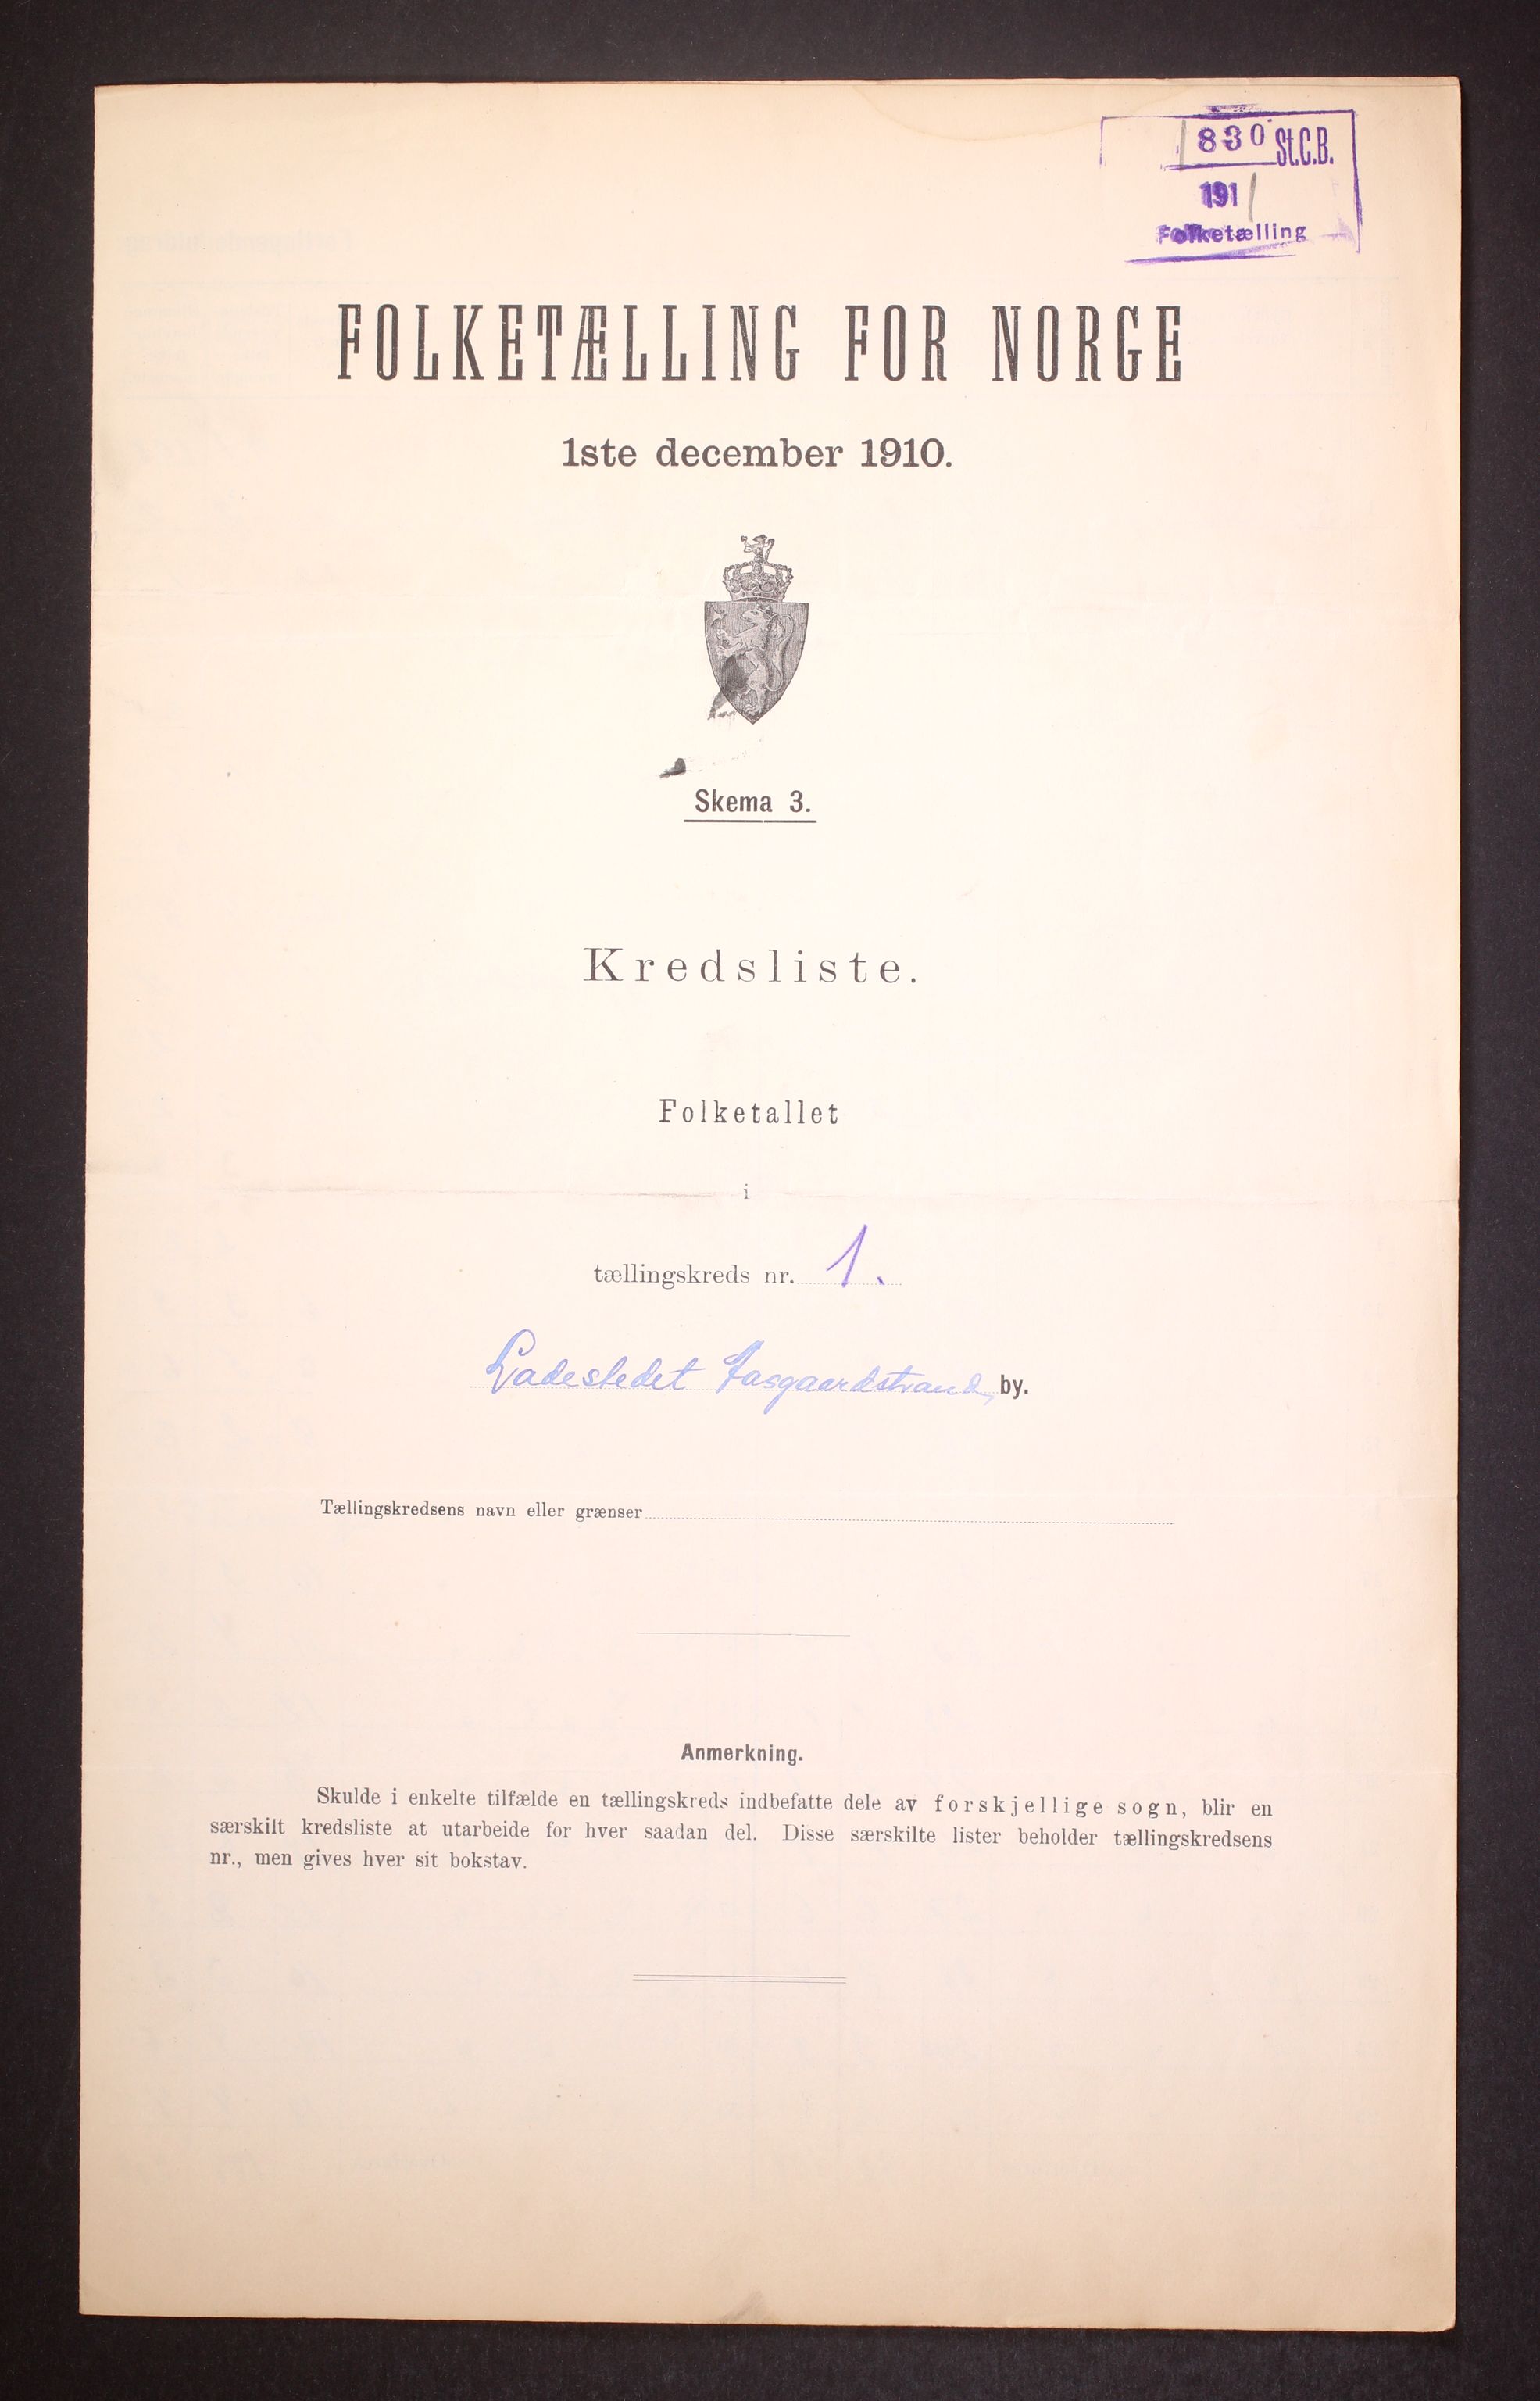 830 St.C.B.
1911
Folketælling
FOLKETÆLLING FOR NORGE
1ste december 1910.
Skema 3.
Kredsliste.
Folketallet
i
tællingskreds nr. 1.
Ladestedet Aasgaardstrand, by.
Tællingskredsens navn eller grænser
Anmerkning.
Skulde i enkelte tilfælde en tællingskreds indbefatte dele av forskjellige sogn, blir en
særskilt kredsliste at utarbeide for hver saadan del. Disse særskilte lister beholder tællingskredsens
nr., men gives hver sit bokstav.